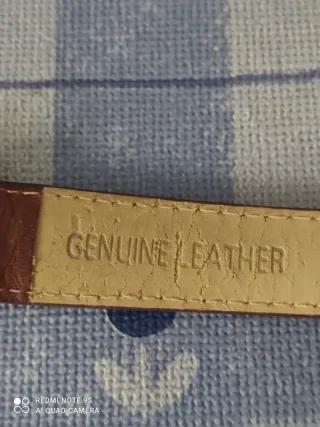 GENUINE LEATHER
REDMI NOTE 9S
AI QUAD CAMERA